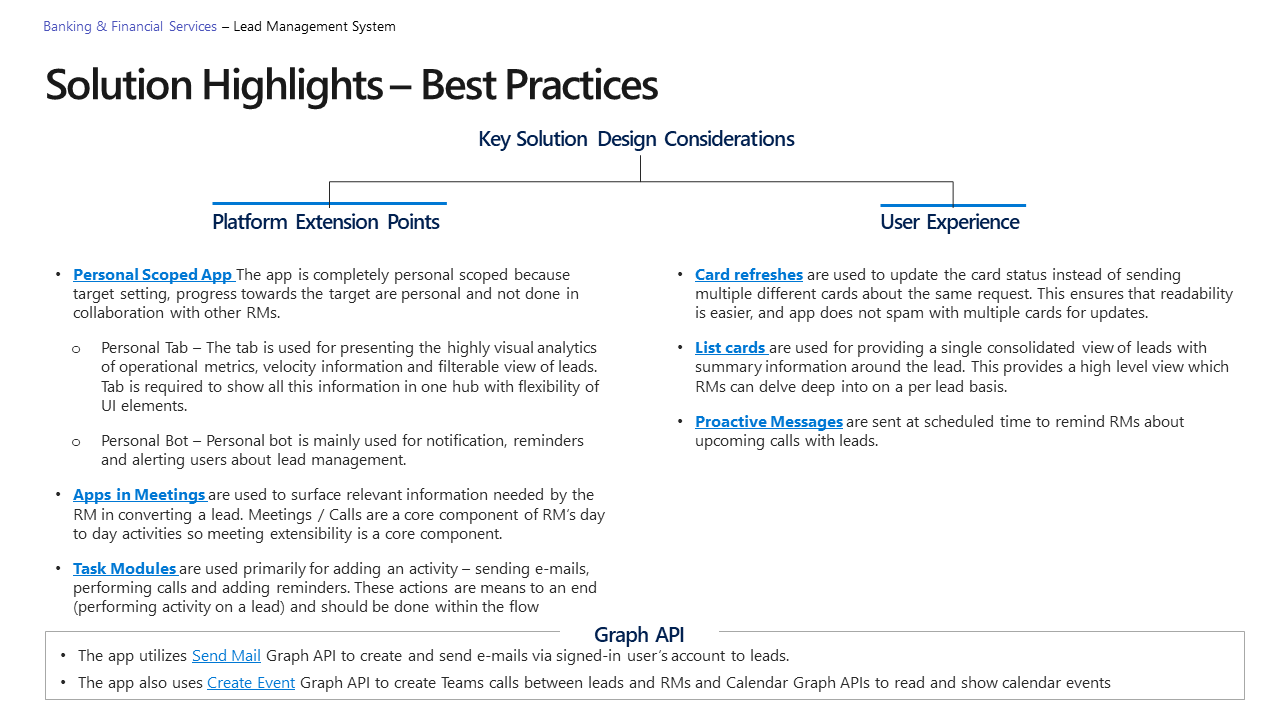 Banking & Financial Services – Lead Management System
Solution Highlights – Best Practices
Key Solution Design Considerations
Platform Extension Points
• Personal Scoped App The app is completely personal scoped because
target setting, progress towards the target are personal and not done in
collaboration with other RMs.
o Personal Tab – The tab is used for presenting the highly visual analytics
of operational metrics, velocity information and filterable view of leads.
Tab is required to show all this information in one hub with flexibility of
UI elements.
o Personal Bot – Personal bot is mainly used for notification, reminders
and alerting users about lead management.
• Apps in Meetings are used to surface relevant information needed by the
RM in converting a lead. Meetings / Calls are a core component of RM's day
to day activities so meeting extensibility is a core component.
• Task Modules are used primarily for adding an activity – sending e-mails,
performing calls and adding reminders. These actions are means to an end
(performing activity on a lead) and should be done within the flow
User Experience
• Card refreshes are used to update the card status instead of sending
multiple different cards about the same request. This ensures that readability
is easier, and app does not spam with multiple cards for updates.
• List cards are used for providing a single consolidated view of leads with
summary information around the lead. This provides a high level view which
RMs can delve deep into on a per lead basis.
• Proactive Messages are sent at scheduled time to remind RMs about
upcoming calls with leads.
Graph API
• The app utilizes Send Mail Graph API to create and send e-mails via signed-in user's account to leads.
• The app also uses Create Event Graph API to create Teams calls between leads and RMs and Calendar Graph APIs to read and show calendar events